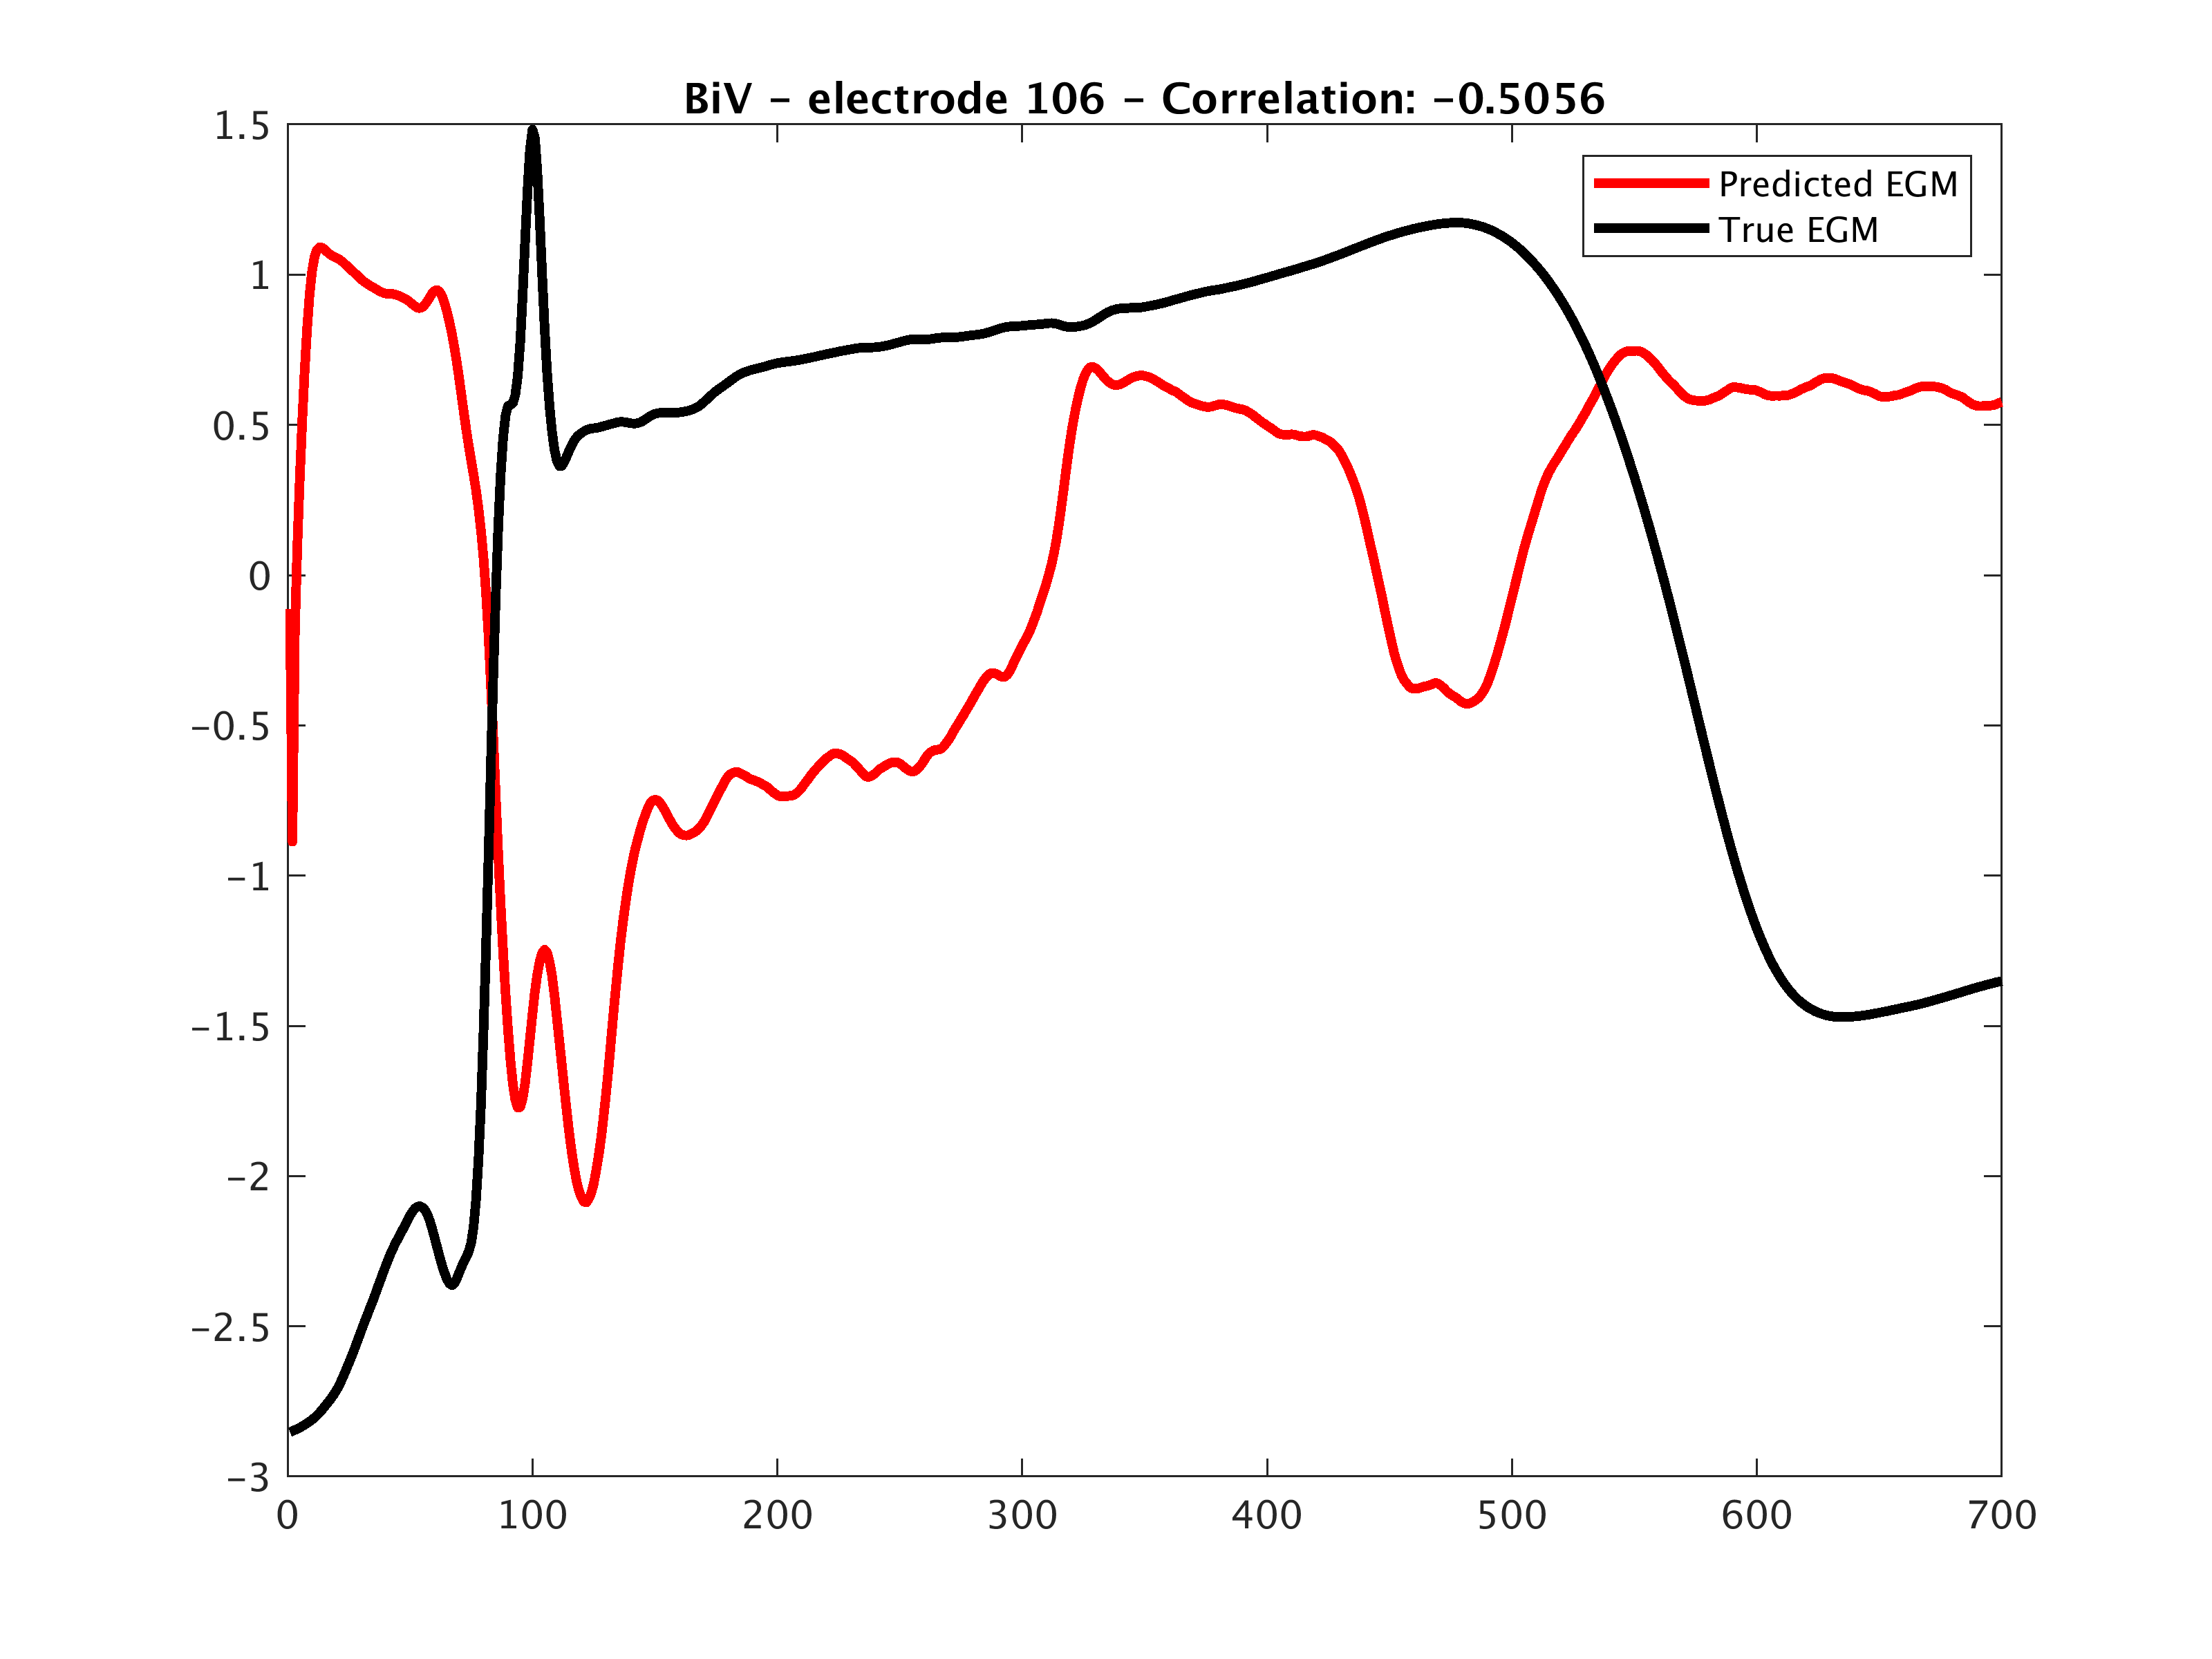 BiV – electrode 106 – Correlation: –0.5056
Predicted EGM
True EGM
1.5
1
0.5
0
–0.5
–1
–1.5
–2
–2.5
–3
0 100 200 300 400 500 600 700